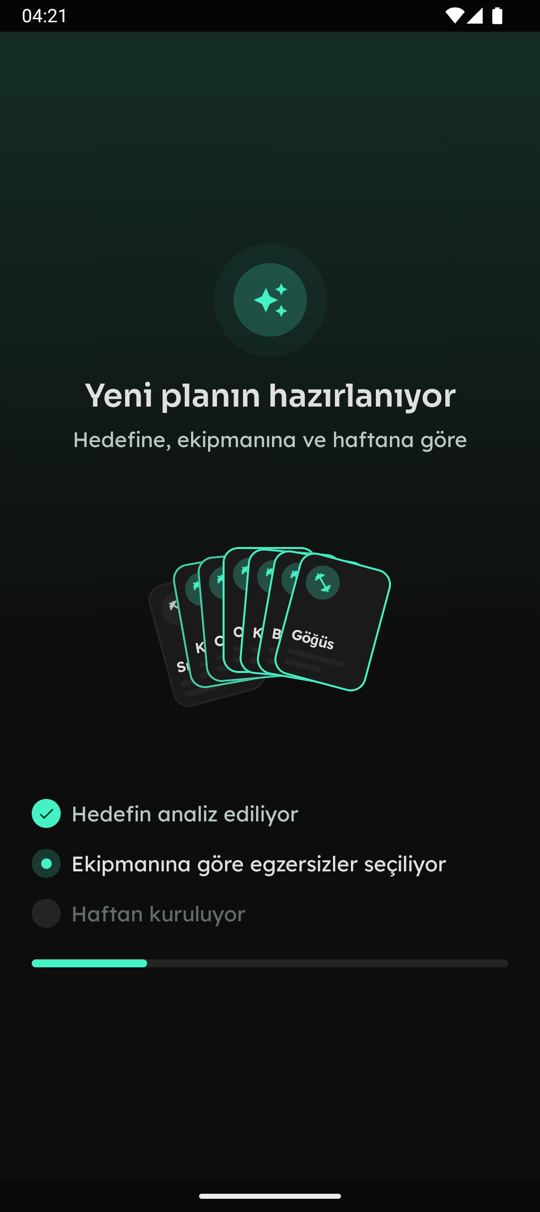 04:21
Yeni planın hazırlanıyor
Hedefine, ekipmanına ve haftana göre
Göğüs
Hedefin analiz ediliyor
Ekipmanına göre egzersizler seçiliyor
Haftan kuruluyor